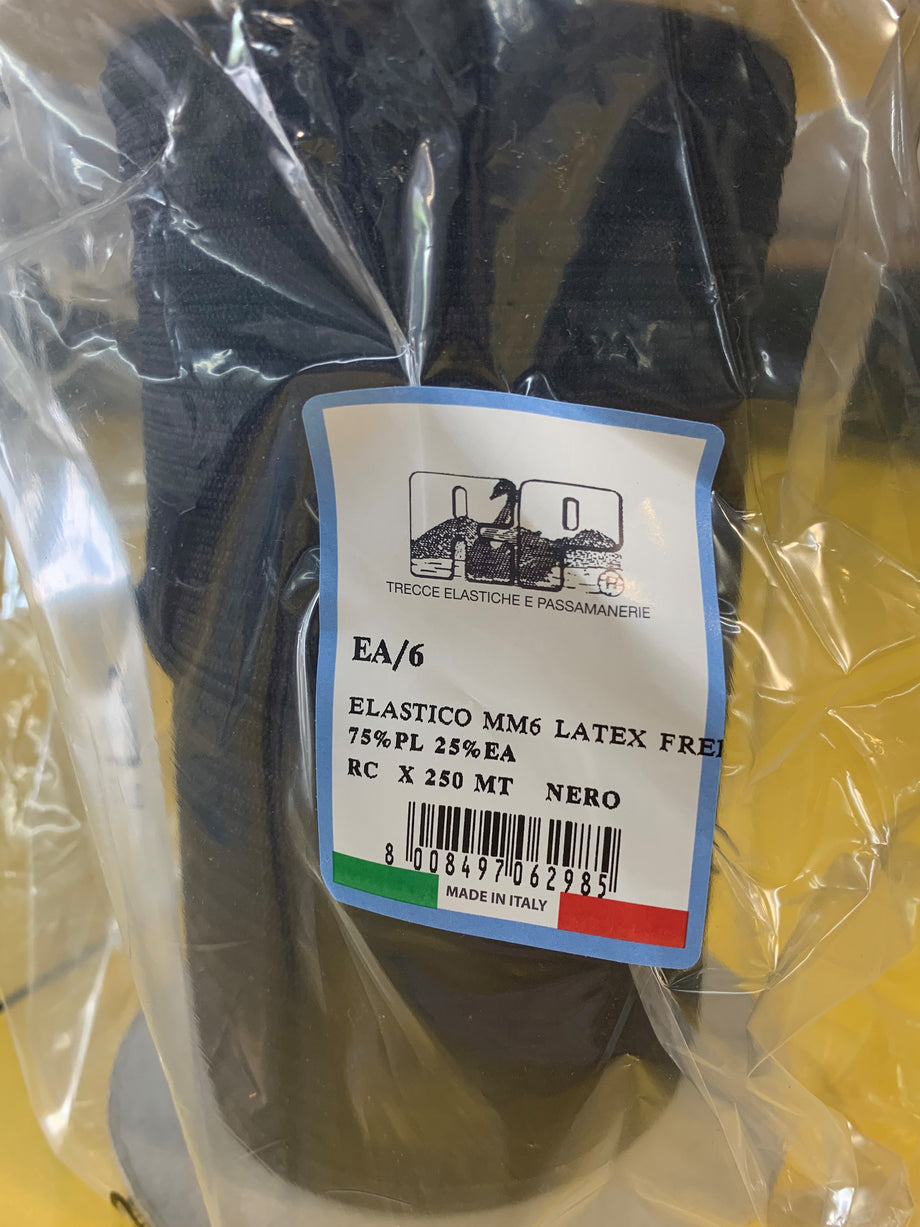 ®
TRECCE ELASTICHE E PASSAMANERIE
EA/6
ELASTICO MM6 LATEX FREE
75%PL 25%EA
RC X 250 MT NERO
8 008497 062985
MADE IN ITALY